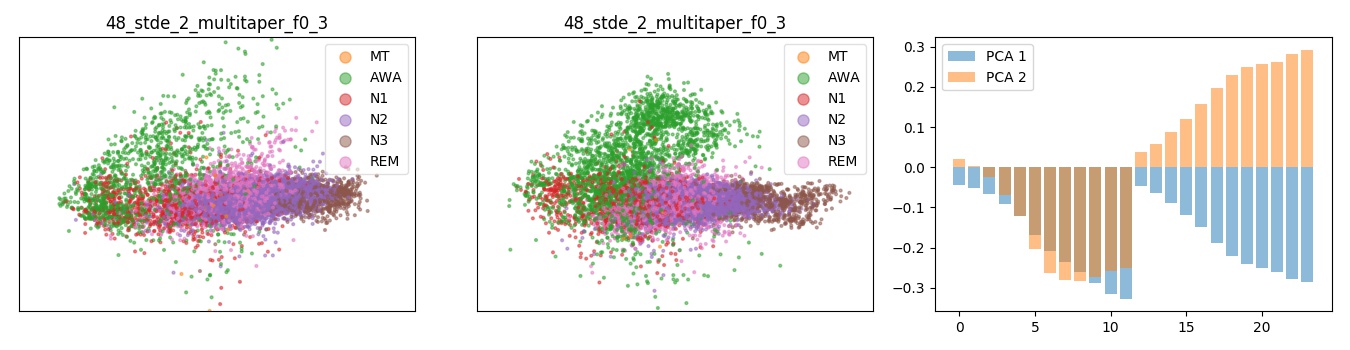 48_stde_2_multitaper_f0_3
MT
AWA
N1
N2
N3
REM
48_stde_2_multitaper_f0_3
MT
AWA
N1
N2
N3
REM
PCA 1
PCA 2
0.3
0.2
0.1
0.0
−0.1
−0.2
−0.3
0 5 10 15 20